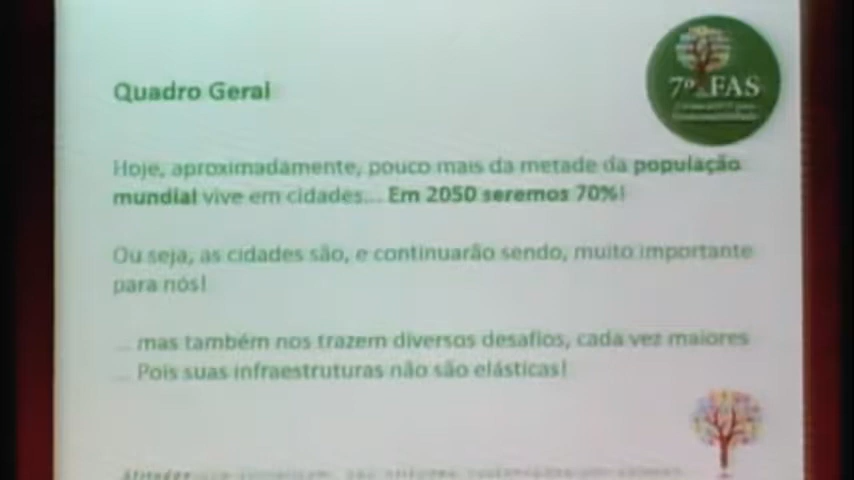 Quadro Geral
7º FAS
Hoje, aproximadamente, pouco mais da metade da população
mundial vive em cidades... Em 2050 seremos 70%!
Ou seja, as cidades são, e continuarão sendo, muito importante
para nós!
... mas também nos trazem diversos desafios, cada vez maiores
... Pois suas infraestruturas não são elásticas!